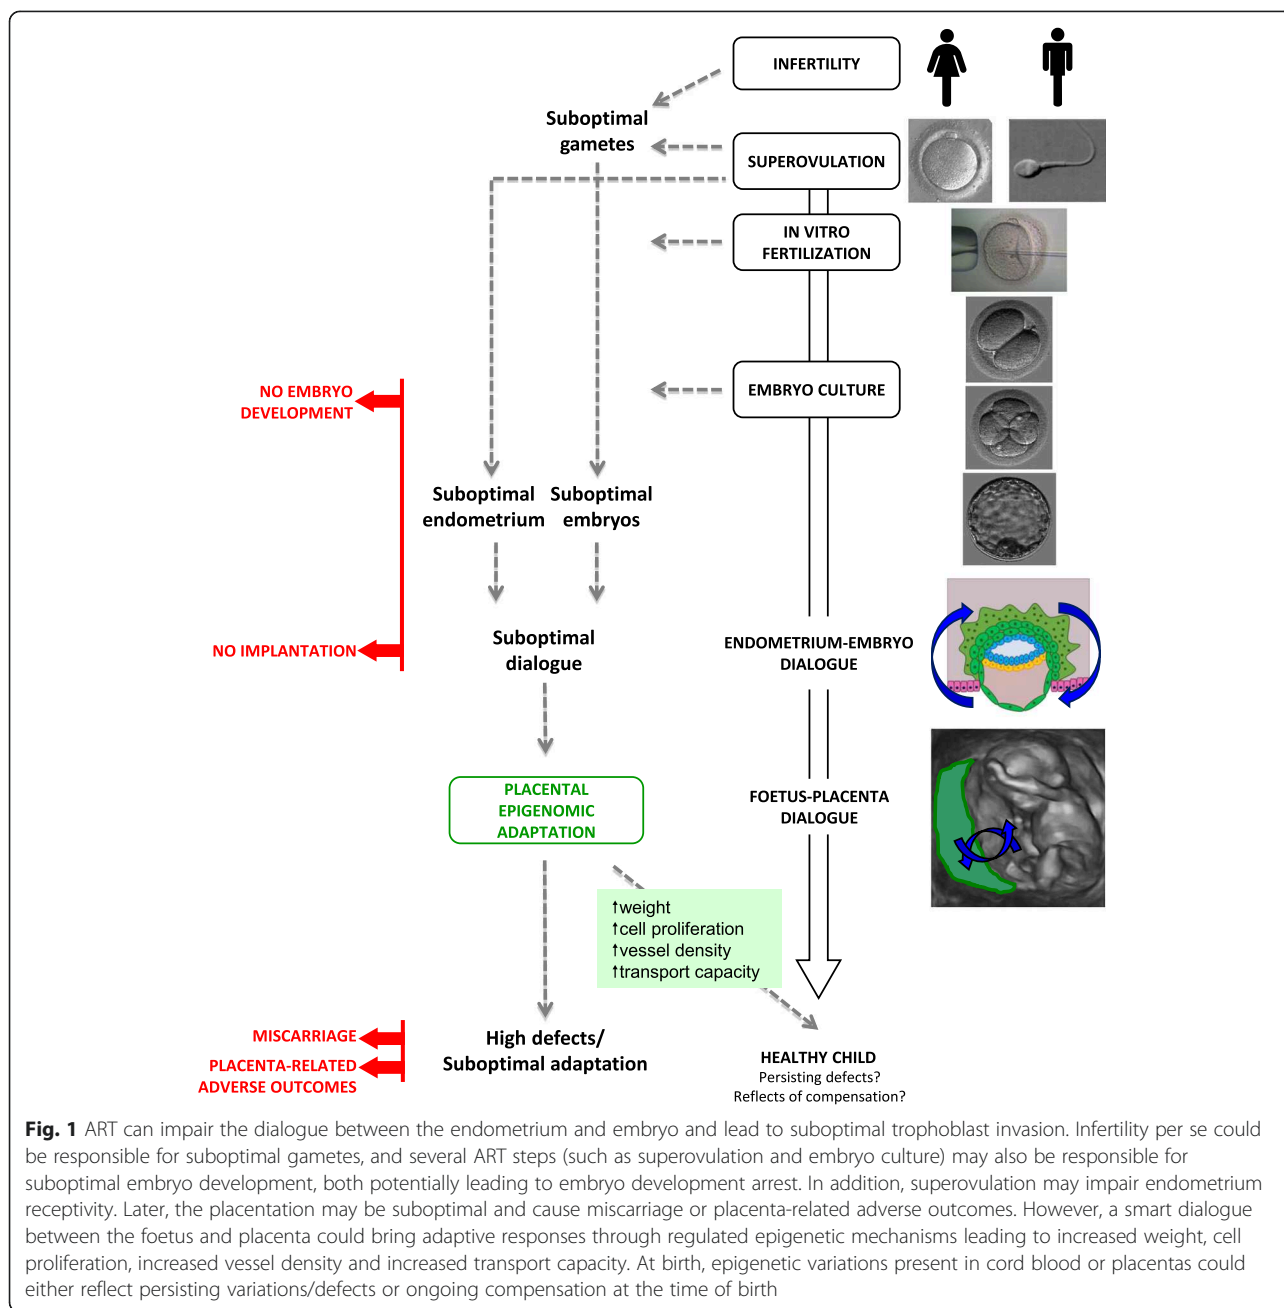 INFERTILITY
Suboptimal
gametes
SUPEROVULATION
IN VITRO
FERTILIZATION
NO EMBRYO
DEVELOPMENT
EMBRYO CULTURE
Suboptimal
endometrium
Suboptimal
embryos
NO IMPLANTATION
Suboptimal
dialogue
ENDOMETRIUM-EMBRYO
DIALOGUE
PLACENTAL
EPIGENOMIC
ADAPTATION
FOETUS-PLACENTA
DIALOGUE
↑weight
↑cell proliferation
↑vessel density
↑transport capacity
MISCARRIAGE
PLACENTA-RELATED
ADVERSE OUTCOMES
High defects/
Suboptimal adaptation
HEALTHY CHILD
Persisting defects?
Reflects of compensation?
Fig. 1 ART can impair the dialogue between the endometrium and embryo and lead to suboptimal trophoblast invasion. Infertility per se could
be responsible for suboptimal gametes, and several ART steps (such as superovulation and embryo culture) may also be responsible for
suboptimal embryo development, both potentially leading to embryo development arrest. In addition, superovulation may impair endometrium
receptivity. Later, the placentation may be suboptimal and cause miscarriage or placenta-related adverse outcomes. However, a smart dialogue
between the foetus and placenta could bring adaptive responses through regulated epigenetic mechanisms leading to increased weight, cell
proliferation, increased vessel density and increased transport capacity. At birth, epigenetic variations present in cord blood or placentas could
either reflect persisting variations/defects or ongoing compensation at the time of birth